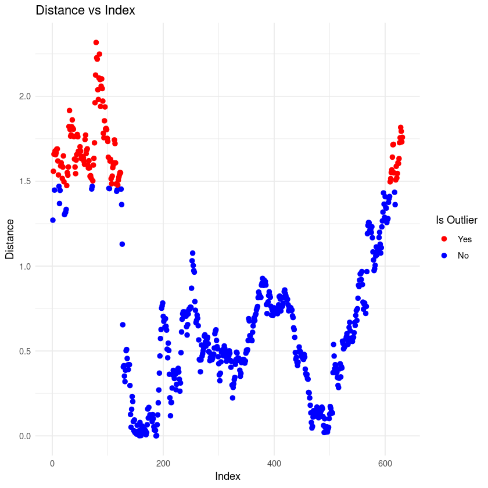 Distance vs Index
2.0
1.5
1.0
0.5
0.0
Distance
0
200
400
600
Index
Is Outlier
Yes
No